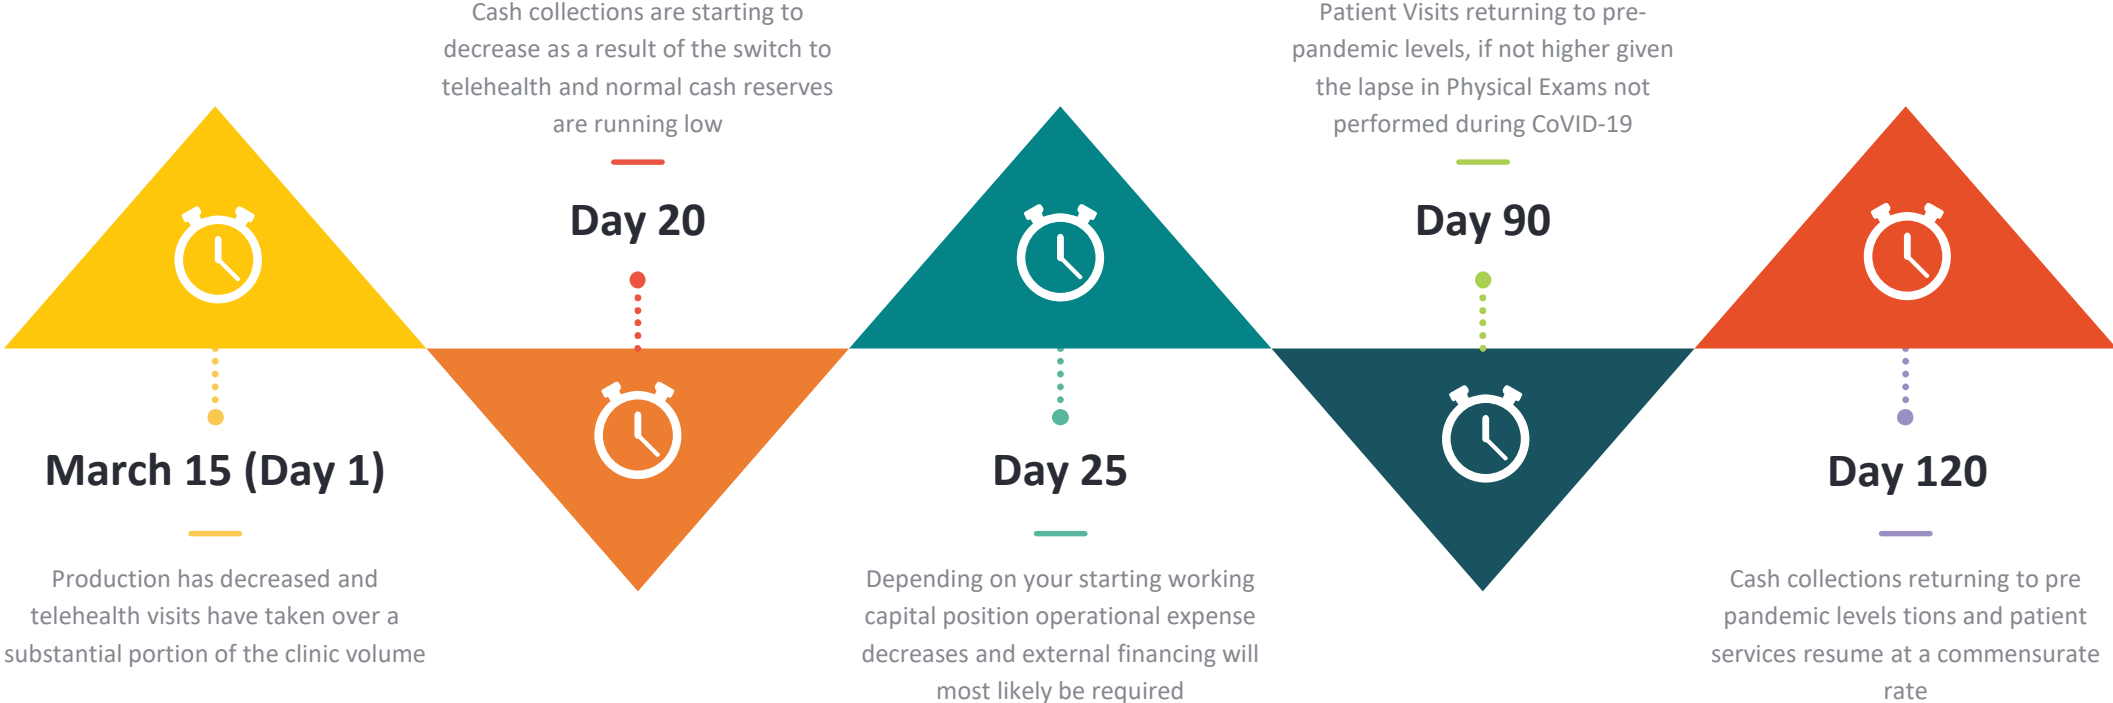 March 15 (Day 1)
Production has decreased and
telehealth visits have taken over a
substantial portion of the clinic volume
Cash collections are starting to
decrease as a result of the switch to
telehealth and normal cash reserves
are running low
Day 20
Day 25
Depending on your starting working
capital position operational expense
decreases and external financing will
most likely be required
Patient Visits returning to pre-
pandemic levels, if not higher given
the lapse in Physical Exams not
performed during CoVID-19
Day 90
Day 120
Cash collections returning to pre
pandemic levels tions and patient
services resume at a commensurate
rate